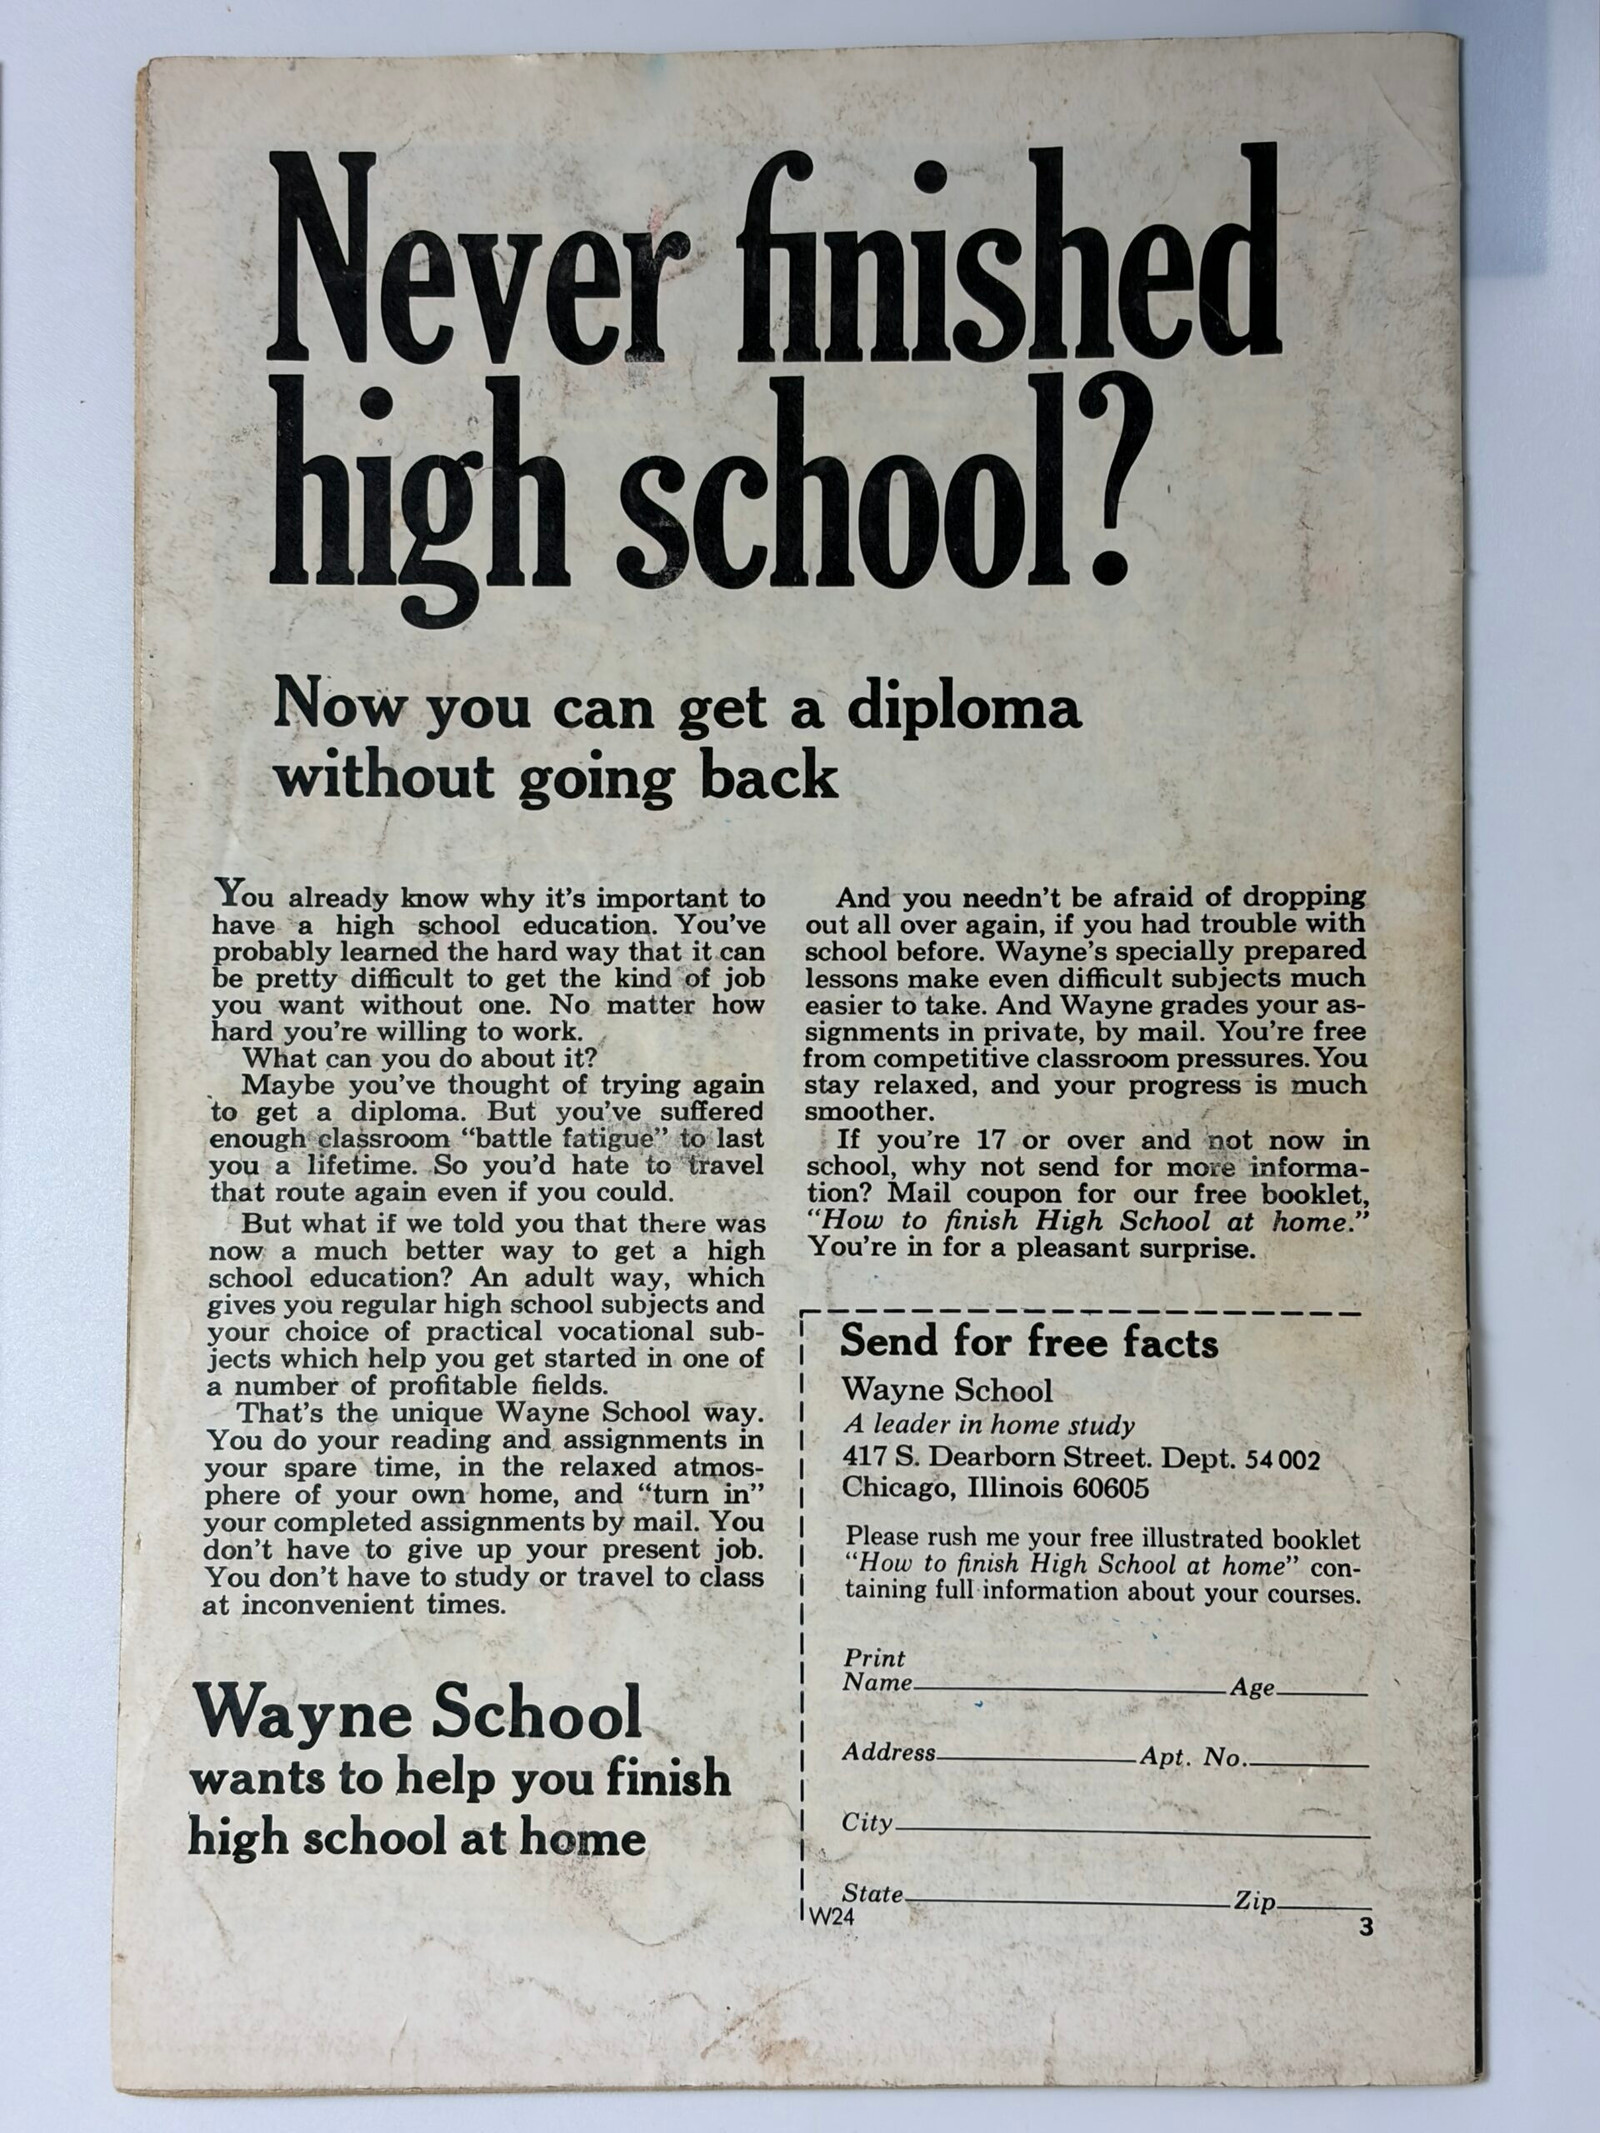 Never finished
high school?
Now you can get a diploma
without going back
You already know why it's important to
have a high school education. You've
probably learned the hard way that it can
be pretty difficult to get the kind of job
you want without one. No matter how
hard you're willing to work.
What can you do about it?
Maybe you've thought of trying again
to get a diploma. But you've suffered
enough classroom “battle fatigue” to last
you a lifetime. So you'd hate to travel
that route again even if you could.
But what if we told you that there was
now a much better way to get a high
school education? An adult way, which
gives you regular high school subjects and
your choice of practical vocational sub-
jects which help you get started in one of
a number of profitable fields.
That's the unique Wayne School way.
You do your reading and assignments in
your spare time, in the relaxed atmos-
phere of your own home, and “turn in”
your completed assignments by mail. You
don't have to give up your present job.
You don't have to study or travel to class
at inconvenient times.
Wayne School
wants to help you finish
high school at home
And you needn't be afraid of dropping
out all over again, if you had trouble with
school before. Wayne's specially prepared
lessons make even difficult subjects much
easier to take. And Wayne grades your as-
signments in private, by mail. You're free
from competitive classroom pressures. You
stay relaxed, and your progress is much
smoother.
If you're 17 or over and not now in
school, why not send for more informa-
tion? Mail coupon for our free booklet,
“How to finish High School at home.”
You're in for a pleasant surprise.
Send for free facts
Wayne School
A leader in home study
417 S. Dearborn Street. Dept. 54 002
Chicago, Illinois 60605
Please rush me your free illustrated booklet
“How to finish High School at home” con-
taining full information about your courses.
Print
Name Age
Address Apt. No.
City
State Zip
W24 3